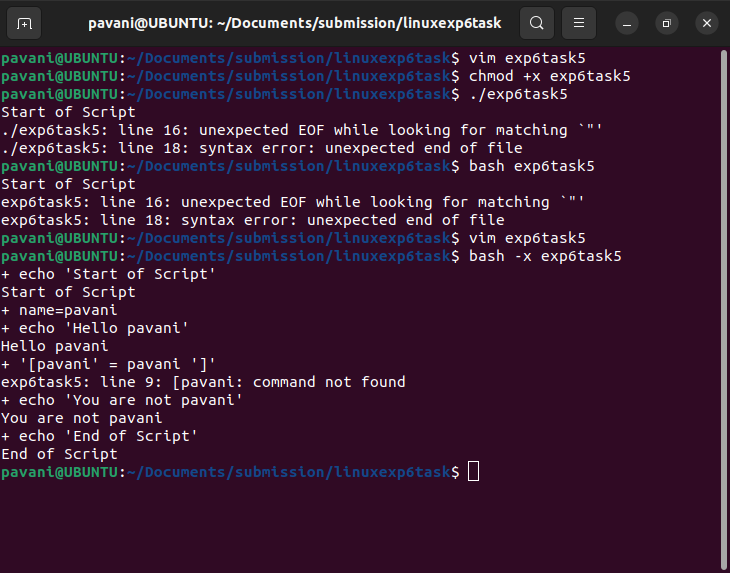 pavani@UBUNTU: ~/Documents/submission/linuxexp6task
pavani@UBUNTU:~/Documents/submission/linuxexp6task$ vim exp6task5
pavani@UBUNTU:~/Documents/submission/linuxexp6task$ chmod +x exp6task5
pavani@UBUNTU:~/Documents/submission/linuxexp6task$ ./exp6task5
Start of Script
./exp6task5: line 16: unexpected EOF while looking for matching `"'
./exp6task5: line 18: syntax error: unexpected end of file
pavani@UBUNTU:~/Documents/submission/linuxexp6task$ bash exp6task5
Start of Script
exp6task5: line 16: unexpected EOF while looking for matching `"'
exp6task5: line 18: syntax error: unexpected end of file
pavani@UBUNTU:~/Documents/submission/linuxexp6task$ vim exp6task5
pavani@UBUNTU:~/Documents/submission/linuxexp6task$ bash -x exp6task5
+ echo 'Start of Script'
Start of Script
+ name=pavani
+ echo 'Hello pavani'
Hello pavani
+ '[pavani' = pavani ']'
exp6task5: line 9: [pavani: command not found
+ echo 'You are not pavani'
You are not pavani
+ echo 'End of Script'
End of Script
pavani@UBUNTU:~/Documents/submission/linuxexp6task$